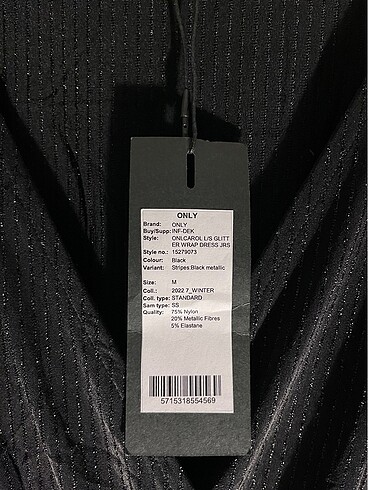 ONLY
Brand: ONLY
Buy/Supp: INF-DEK
Style: ONLCAROL L/S GLITT
ER WRAP DRESS JRS
Style no.: 15279073
Colour: Black
Variant: Stripes:Black metallic
Size: M
Coll.: 2022 7_WINTER
Coll. type: STANDARD
Sam type: SS
Quality: 75% Nylon
20% Metallic Fibres
5% Elastane
5715318554569